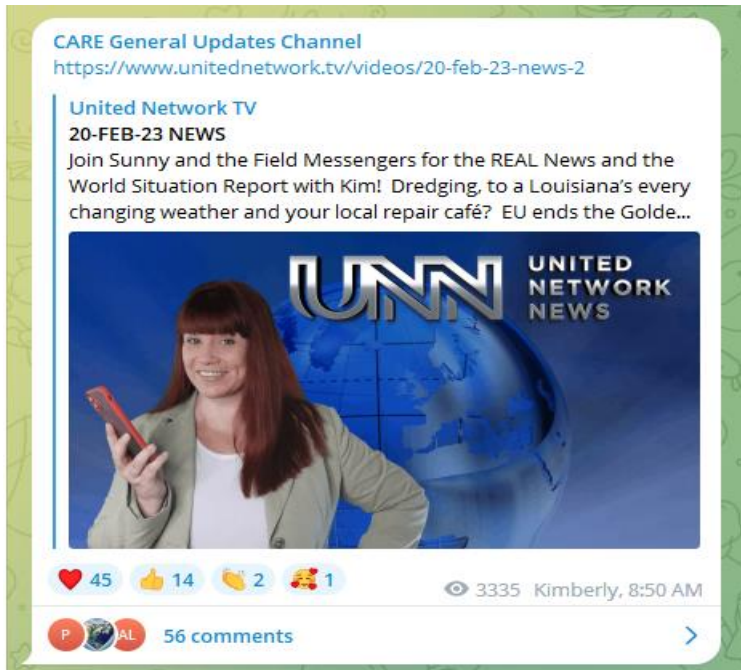 CARE General Updates Channel
https://www.unitednetwork.tv/videos/20-feb-23-news-2
United Network TV
20-FEB-23 NEWS
Join Sunny and the Field Messengers for the REAL News and the
World Situation Report with Kim!  Dredging, to a Louisiana’s every
changing weather and your local repair café?  EU ends the Golde...
UNN
UNITED
NETWORK
NEWS
45 14 2 1
3335 Kimberly, 8:50 AM
P AL 56 comments